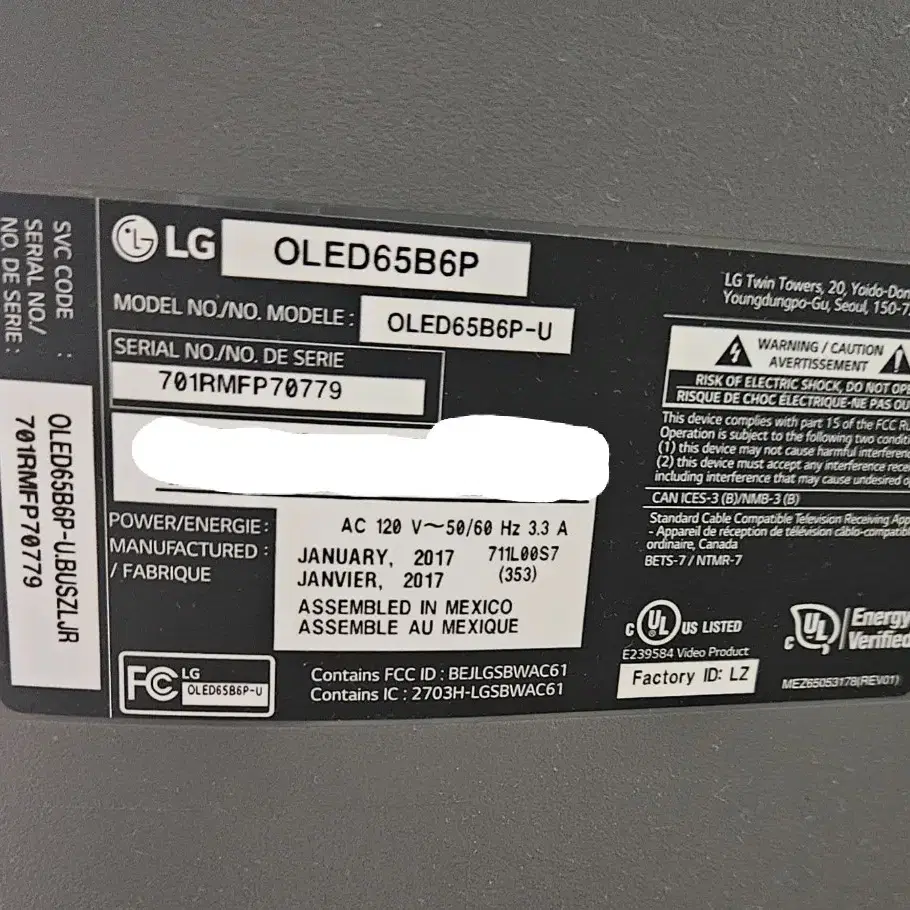 SVC CODE :
SERIAL NO./
NO. DE SERIE :
OLED65B6P-U.BUSZLJR
701RMFP70779
LG OLED65B6P
MODEL NO./NO. MODELE : OLED65B6P-U
SERIAL NO./NO. DE SERIE
701RMFP70779
POWER/ENERGIE : AC 120 V~50/60 Hz 3.3 A
MANUFACTURED : JANUARY, 2017 711L00S7
/ FABRIQUE JANVIER, 2017 (353)
ASSEMBLED IN MEXICO
ASSEMBLE AU MEXIQUE
FC LG
OLED65B6P-U
Contains FCC ID : BEJLGSBWAC61
Contains IC : 2703H-LGSBWAC61
LG Twin Towers, 20, Yoido-Don
Youngdungpo-Gu, Seoul, 150-7
WARNING / CAUTION
AVERTISSEMENT
RISK OF ELECTRIC SHOCK, DO NOT OPE
RISQUE DE CHOC ÉLECTRIQUE-NE PAS OU
This device complies with part 15 of the FCC Ru
Operation is subject to the following two conditi
(1) this device may not cause harmful interferenc
(2) this device must accept any interference rece
including interference that may cause undesired o
CAN ICES-3 (B)/NMB-3 (B)
Standard Cable Compatible Television Receiving App
- Appareil de réception de télévision câblo-compatibl
ordinaire, Canada
BETS-7 / NTMR-7
c UL US LISTED
E239584 Video Product
Factory ID: LZ
c UL Energy
Verified
MEZ65053178(REV01)